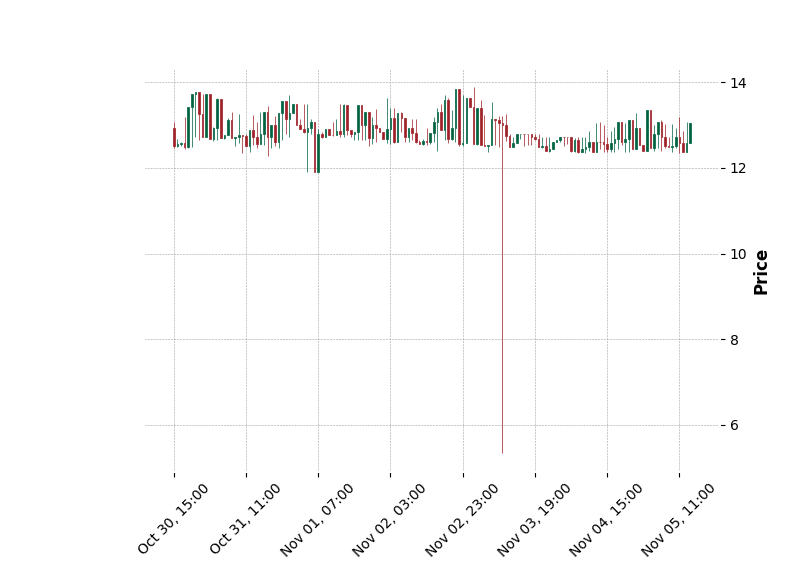 14
12
10
8
6
Price
Oct 30, 15:00
Oct 31, 11:00
Nov 01, 07:00
Nov 02, 03:00
Nov 02, 23:00
Nov 03, 19:00
Nov 04, 15:00
Nov 05, 11:00